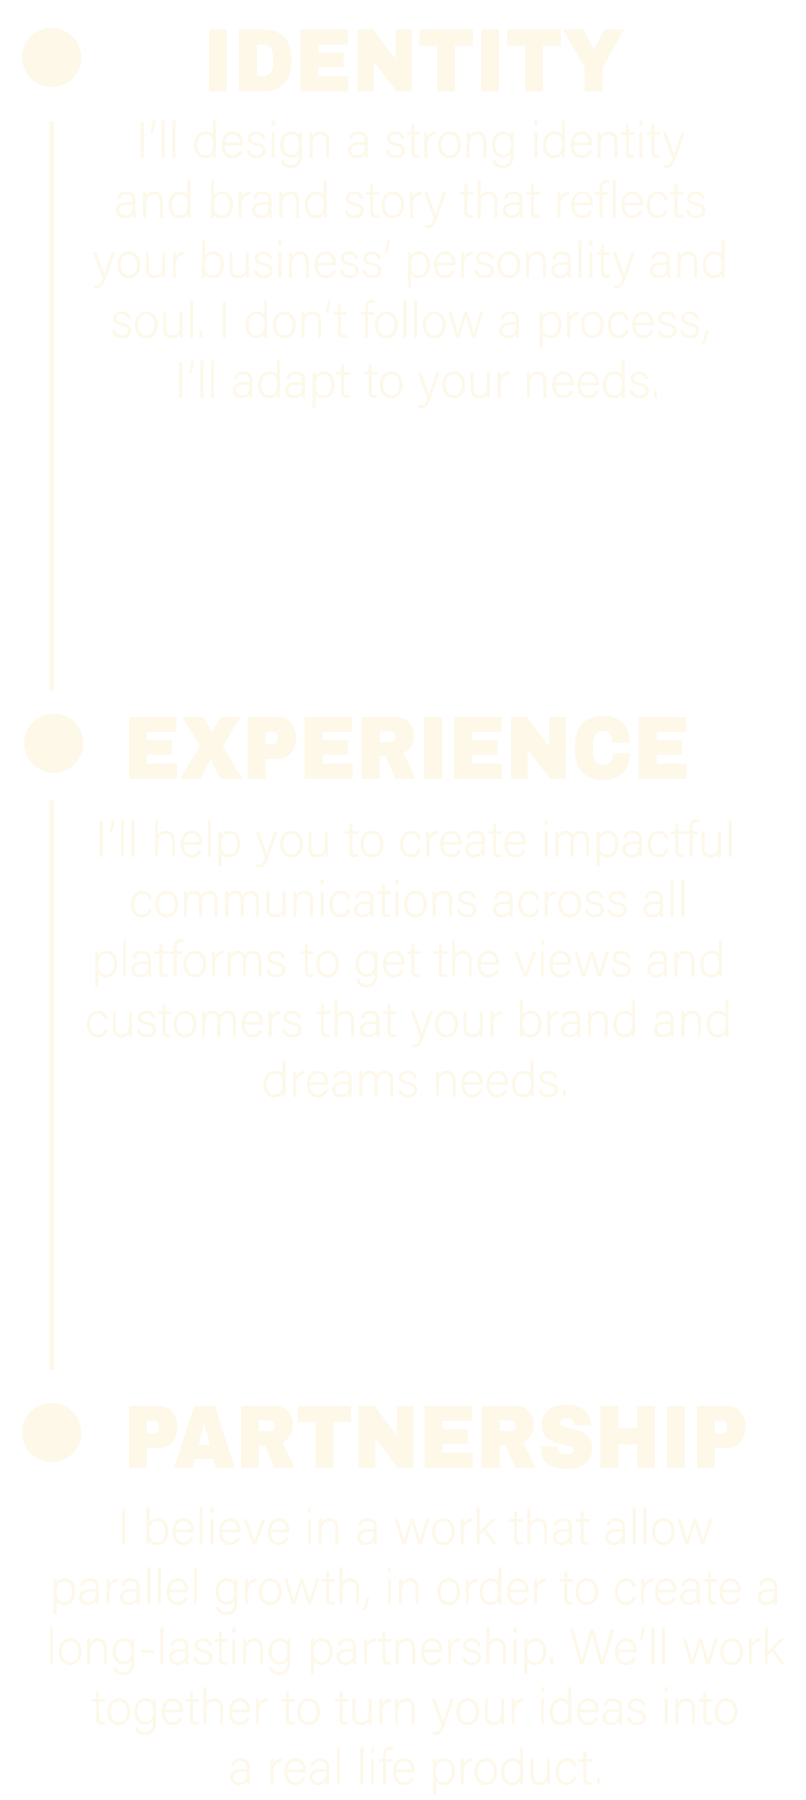 IDENTITY
I’ll design a strong identity
and brand story that reflects
your business’ personality and
soul. I don’t follow a process,
I’ll adapt to your needs.
EXPERIENCE
I’ll help you to create impactful
communications across all
platforms to get the views and
customers that your brand and
dreams needs.
PARTNERSHIP
I believe in a work that allow
parallel growth, in order to create a
long-lasting partnership. We’ll work
together to turn your ideas into
a real life product.